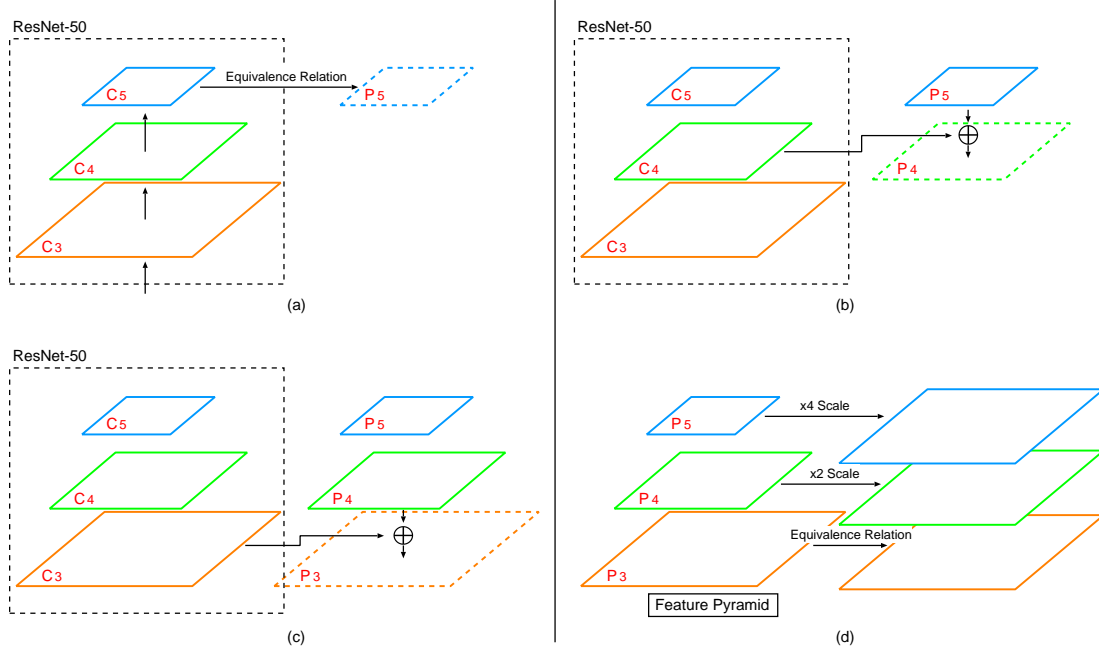 ResNet-50
C5
Equivalence Relation
P5
C4
C3
(a)
ResNet-50
C5
P5
C4
P4
C3
(b)
ResNet-50
C5
P5
C4
P4
C3
P3
(c)
P5
x4 Scale
P4
x2 Scale
Equivalence Relation
P3
Feature Pyramid
(d)